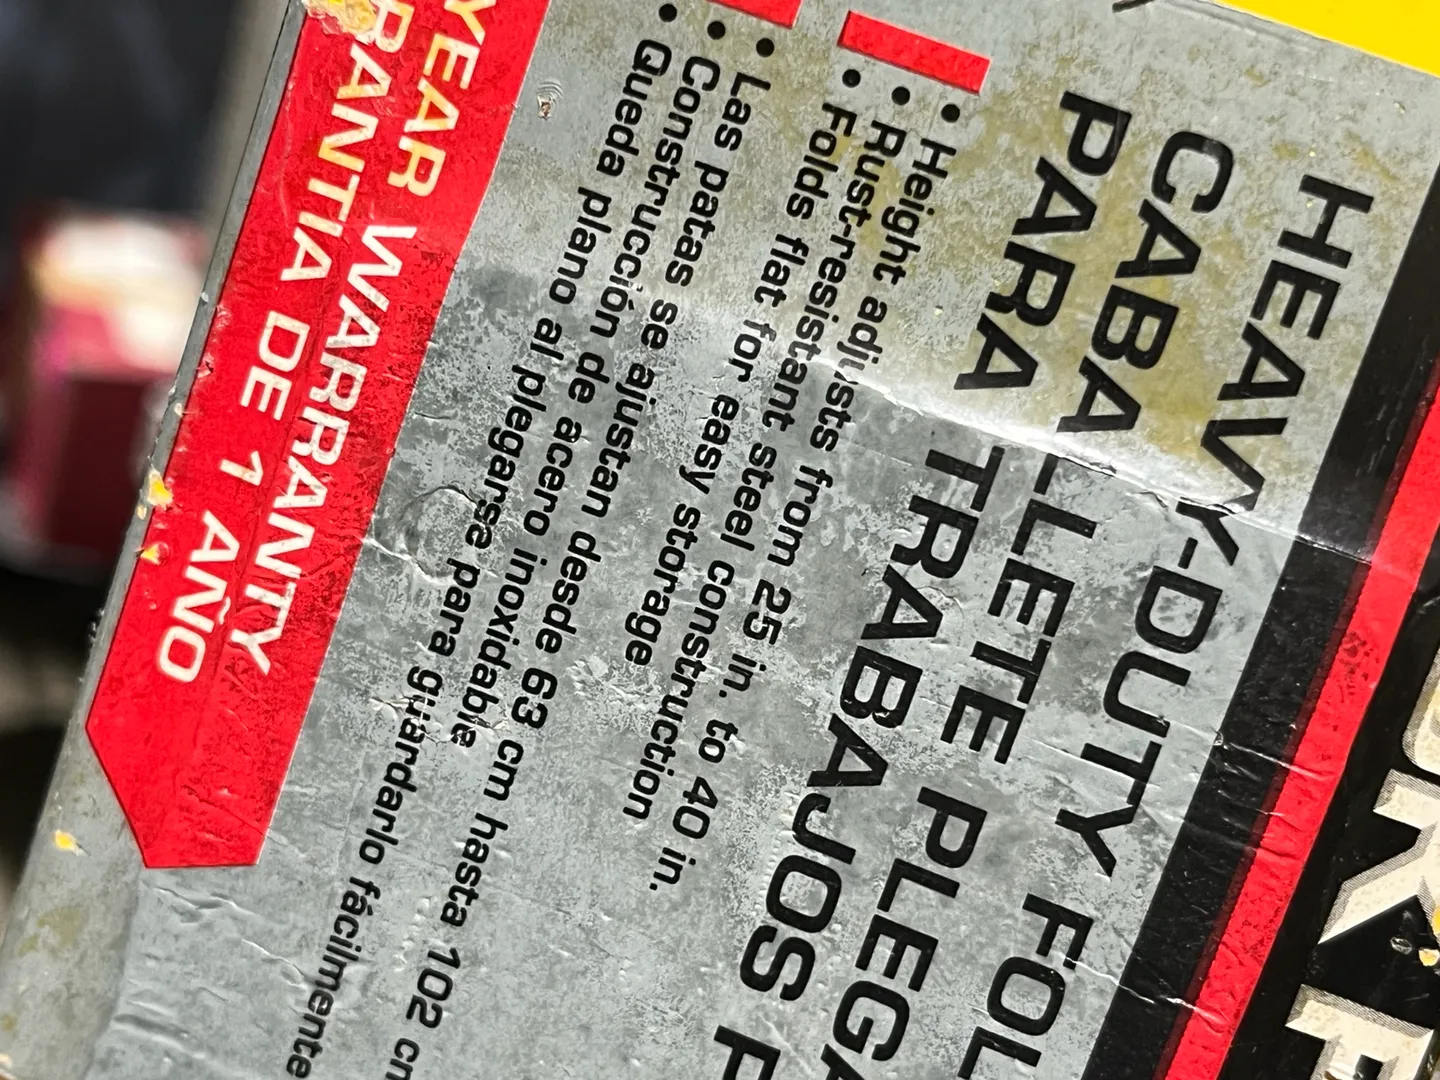 HEAVY-DUTY FOL
CABALLETE PLEGA
PARA TRABAJOS P
• Height adjusts from 25 in. to 40 in.
• Rust-resistant steel construction
• Folds flat for easy storage
• Las patas se ajustan desde 63 cm hasta 102 cm
• Construcción de acero inoxidable
• Queda plano al plegarse para guardarlo fácilmente
YEAR WARRANTY
RANTIA DE 1 AÑO